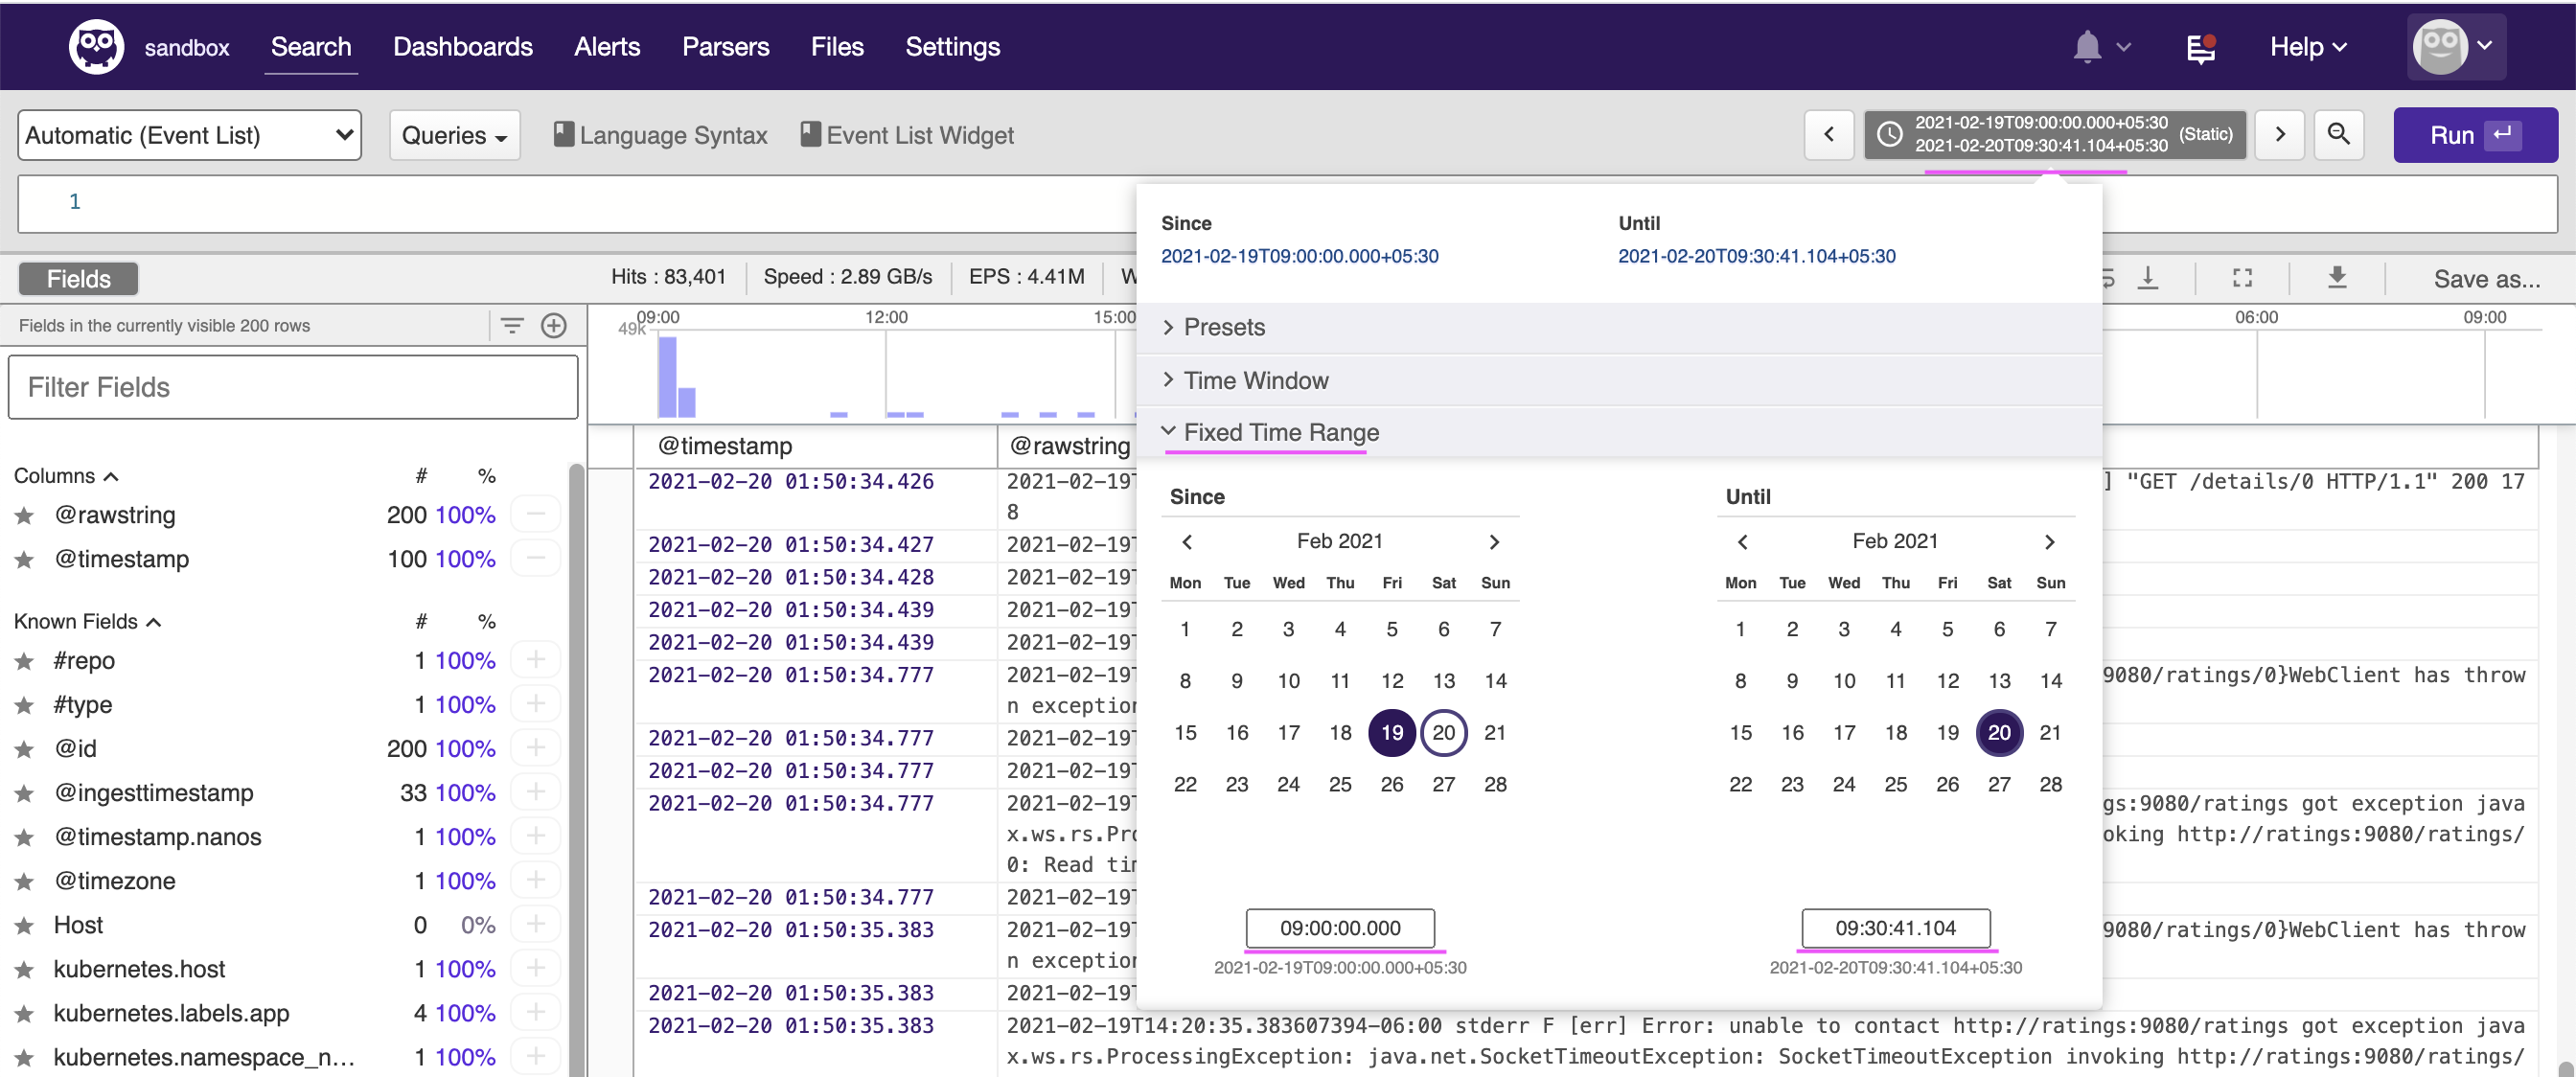 sandbox Search Dashboards Alerts Parsers Files Settings Help
Automatic (Event List) Queries Language Syntax Event List Widget 2021-02-19T09:00:00.000+05:30 (Static) Run
2021-02-20T09:30:41.104+05:30
1
Since Until
2021-02-19T09:00:00.000+05:30 2021-02-20T09:30:41.104+05:30
Fields Hits : 83,401 Speed : 2.89 GB/s EPS : 4.41M Save as...
Fields in the currently visible 200 rows
09:00 12:00 15:00 06:00 09:00
49k
Presets
Time Window
Fixed Time Range
Since Until
Feb 2021 Feb 2021
Mon Tue Wed Thu Fri Sat Sun Mon Tue Wed Thu Fri Sat Sun
1 2 3 4 5 6 7 1 2 3 4 5 6 7
8 9 10 11 12 13 14 8 9 10 11 12 13 14
15 16 17 18 19 20 21 15 16 17 18 19 20 21
22 23 24 25 26 27 28 22 23 24 25 26 27 28
09:00:00.000 09:30:41.104
2021-02-19T09:00:00.000+05:30 2021-02-20T09:30:41.104+05:30
Filter Fields
Columns # %
@rawstring 200 100%
@timestamp 100 100%
Known Fields # %
#repo 1 100%
#type 1 100%
@id 200 100%
@ingesttimestamp 33 100%
@timestamp.nanos 1 100%
@timezone 1 100%
Host 0 0%
kubernetes.host 1 100%
kubernetes.labels.app 4 100%
kubernetes.namespace_n... 1 100%
@timestamp @rawstring
2021-02-20 01:50:34.426 2021-02-19T ] "GET /details/0 HTTP/1.1" 200 17
8
2021-02-20 01:50:34.427 2021-02-19T
2021-02-20 01:50:34.428 2021-02-19T
2021-02-20 01:50:34.439 2021-02-19T
2021-02-20 01:50:34.439 2021-02-19T
2021-02-20 01:50:34.777 2021-02-19T 9080/ratings/0}WebClient has throw
n exception
2021-02-20 01:50:34.777 2021-02-19T
2021-02-20 01:50:34.777 2021-02-19T
2021-02-20 01:50:34.777 2021-02-19T gs:9080/ratings got exception java
x.ws.rs.Pro oking http://ratings:9080/ratings/
0: Read tim
2021-02-20 01:50:34.777 2021-02-19T
2021-02-20 01:50:35.383 2021-02-19T 9080/ratings/0}WebClient has throw
n exception
2021-02-20 01:50:35.383 2021-02-19T
2021-02-20 01:50:35.383 2021-02-19T14:20:35.383607394-06:00 stderr F [err] Error: unable to contact http://ratings:9080/ratings got exception java
x.ws.rs.ProcessingException: java.net.SocketTimeoutException: SocketTimeoutException invoking http://ratings:9080/ratings/